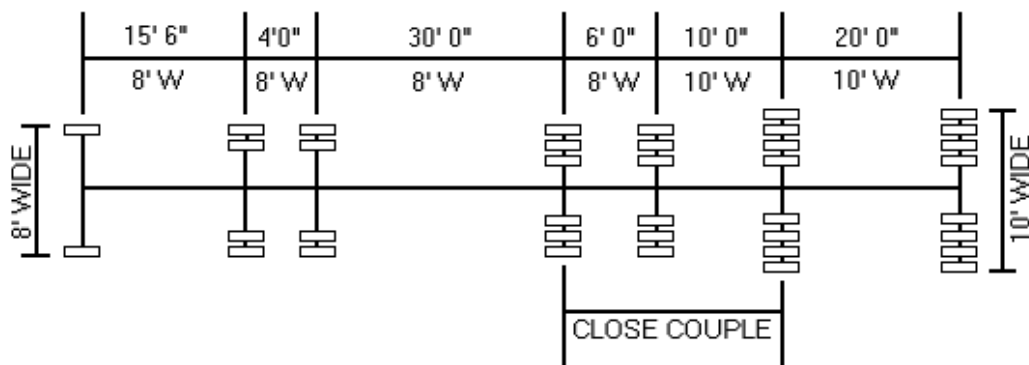 15' 6" 4'0" 30' 0" 6' 0" 10' 0" 20' 0"
8' W 8' W 8' W 8' W 10' W 10' W
8' WIDE
10' WIDE
CLOSE COUPLE